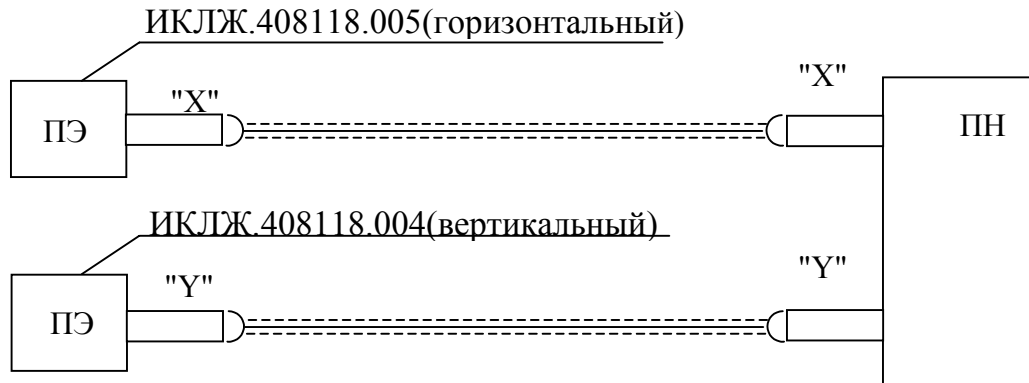 ИКЛЖ.408118.005(горизонтальный)
"X"
"X"
ПЭ
ПН
ИКЛЖ.408118.004(вертикальный)
"Y"
"Y"
ПЭ